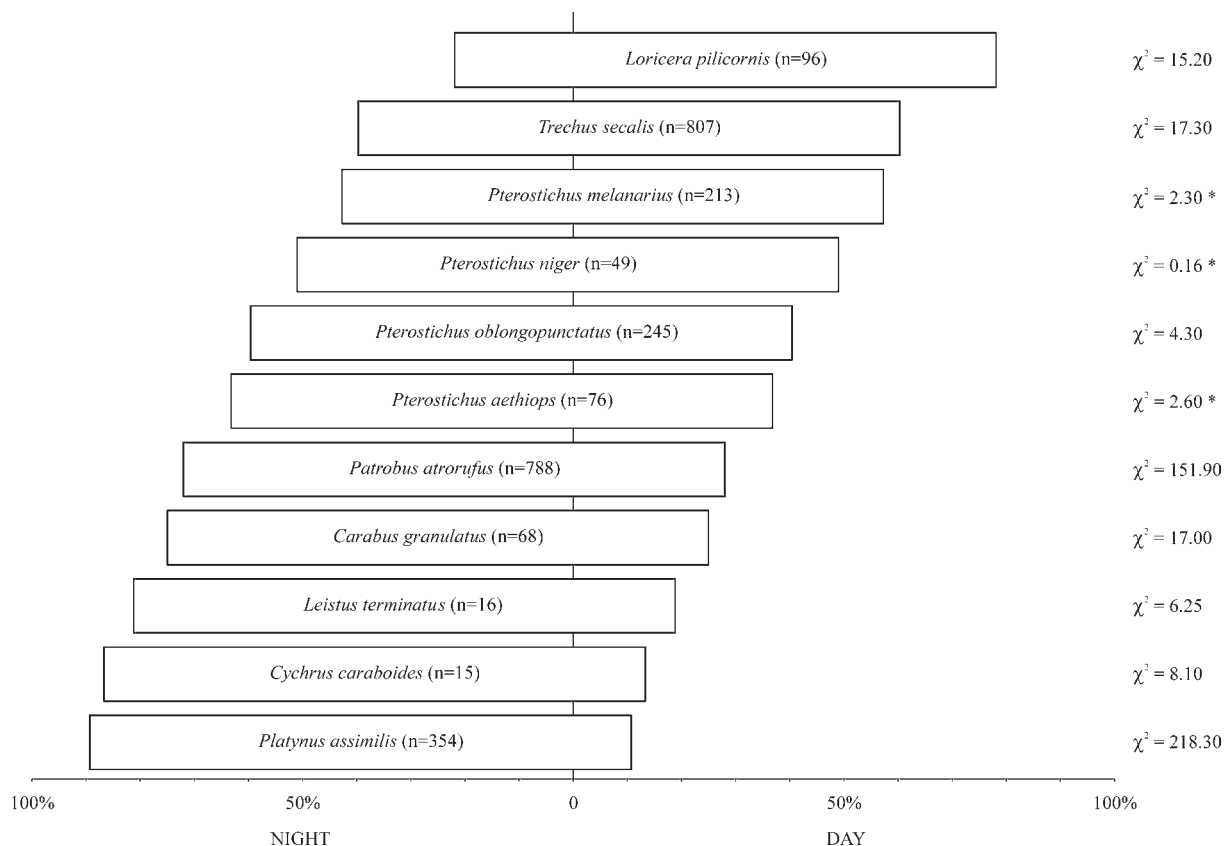 Loricera pilicornis (n=96) χ² = 15.20
Trechus secalis (n=807) χ² = 17.30
Pterostichus melanarius (n=213) χ² = 2.30 *
Pterostichus niger (n=49) χ² = 0.16 *
Pterostichus oblongopunctatus (n=245) χ² = 4.30
Pterostichus aethiops (n=76) χ² = 2.60 *
Patrobus atrorufus (n=788) χ² = 151.90
Carabus granulatus (n=68) χ² = 17.00
Leistus terminatus (n=16) χ² = 6.25
Cychrus caraboides (n=15) χ² = 8.10
Platynus assimilis (n=354) χ² = 218.30
100% 50% 0 50% 100%
NIGHT DAY